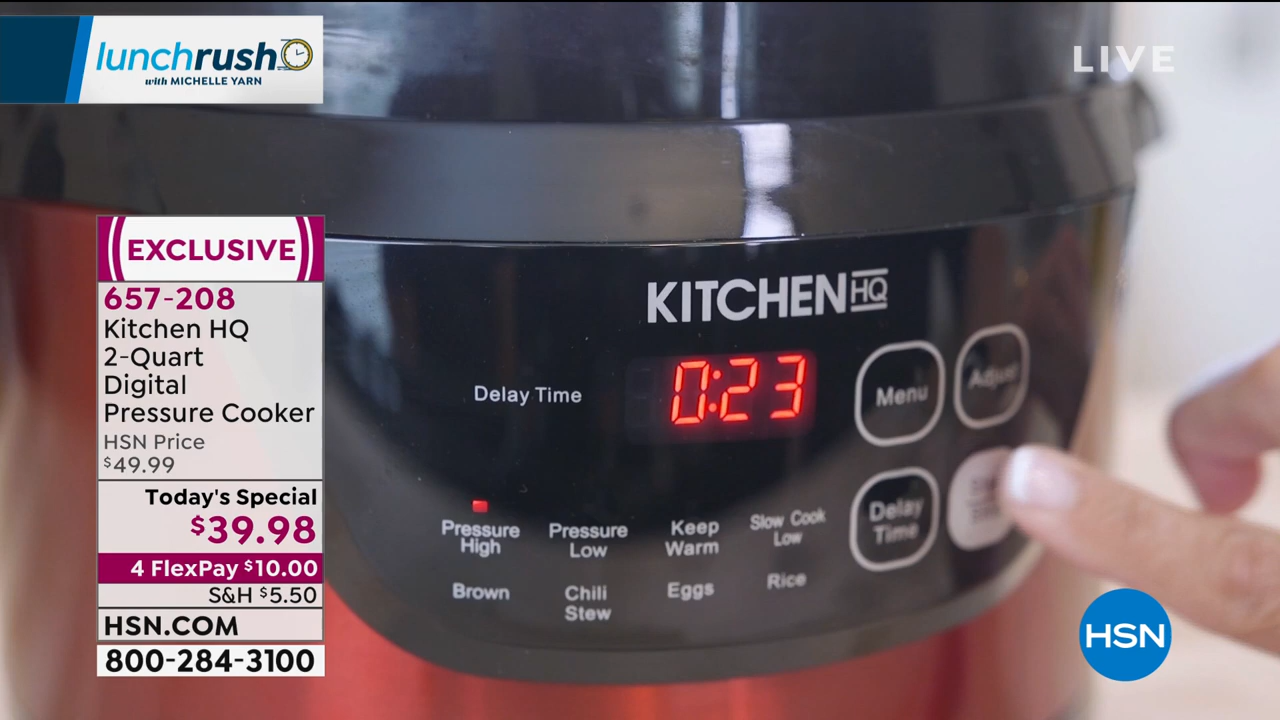 lunchrush
with MICHELLE YARN
LIVE
EXCLUSIVE
657-208
Kitchen HQ
2-Quart
Digital
Pressure Cooker
HSN Price
$49.99
Today's Special
$39.98
4 FlexPay $10.00
S&H $5.50
HSN.COM
800-284-3100
KITCHEN HQ
Delay Time
0:23
Menu
Adjust
Delay
Time
Pressure
High
Pressure
Low
Keep
Warm
Slow Cook
Low
Brown
Chili
Stew
Eggs
Rice
HSN